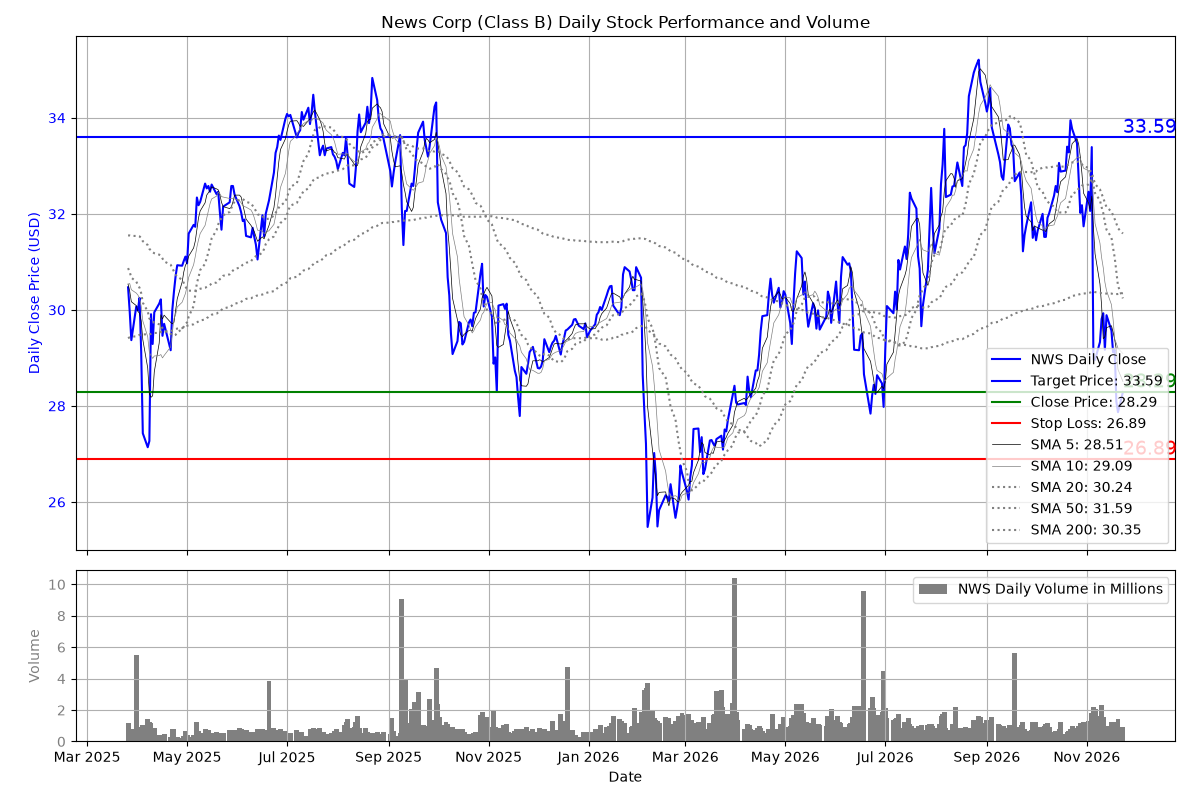 News Corp (Class B) Daily Stock Performance and Volume
Daily Close Price (USD)
34
32
30
28
26
33.59
26.89
NWS Daily Close
Target Price: 33.59
Close Price: 28.29
Stop Loss: 26.89
SMA 5: 28.51
SMA 10: 29.09
SMA 20: 30.24
SMA 50: 31.59
SMA 200: 30.35
Volume
10
8
6
4
2
0
NWS Daily Volume in Millions
Mar 2025
May 2025
Jul 2025
Sep 2025
Nov 2025
Jan 2026
Mar 2026
May 2026
Jul 2026
Sep 2026
Nov 2026
Date